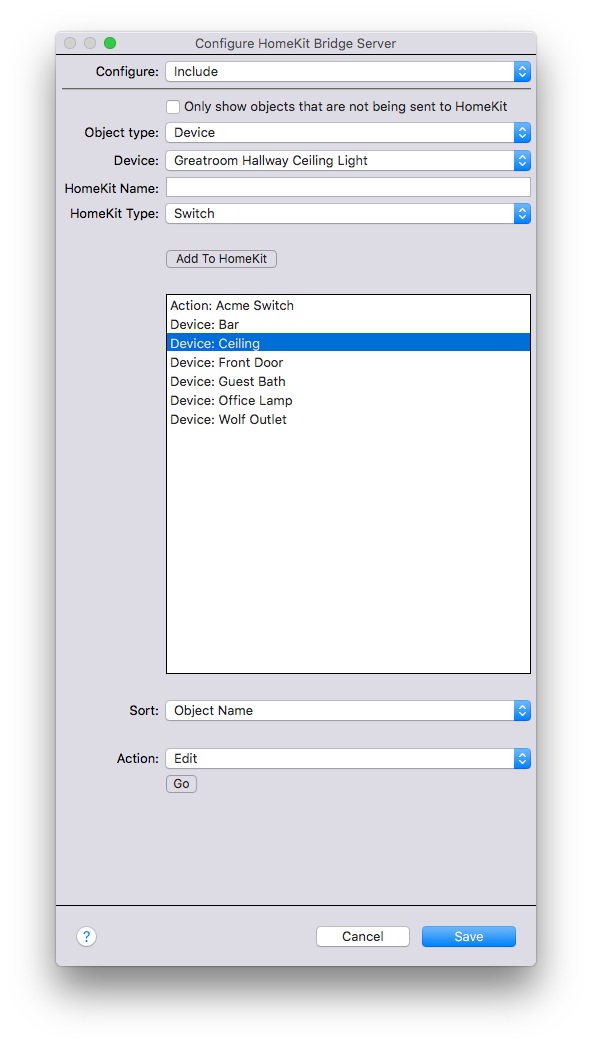 Configure HomeKit Bridge Server
Configure: Include
Only show objects that are not being sent to HomeKit
Object type: Device
Device: Greatroom Hallway Ceiling Light
HomeKit Name:
HomeKit Type: Switch
Add To HomeKit
Action: Acme Switch
Device: Bar
Device: Ceiling
Device: Front Door
Device: Guest Bath
Device: Office Lamp
Device: Wolf Outlet
Sort: Object Name
Action: Edit
Go
? Cancel Save